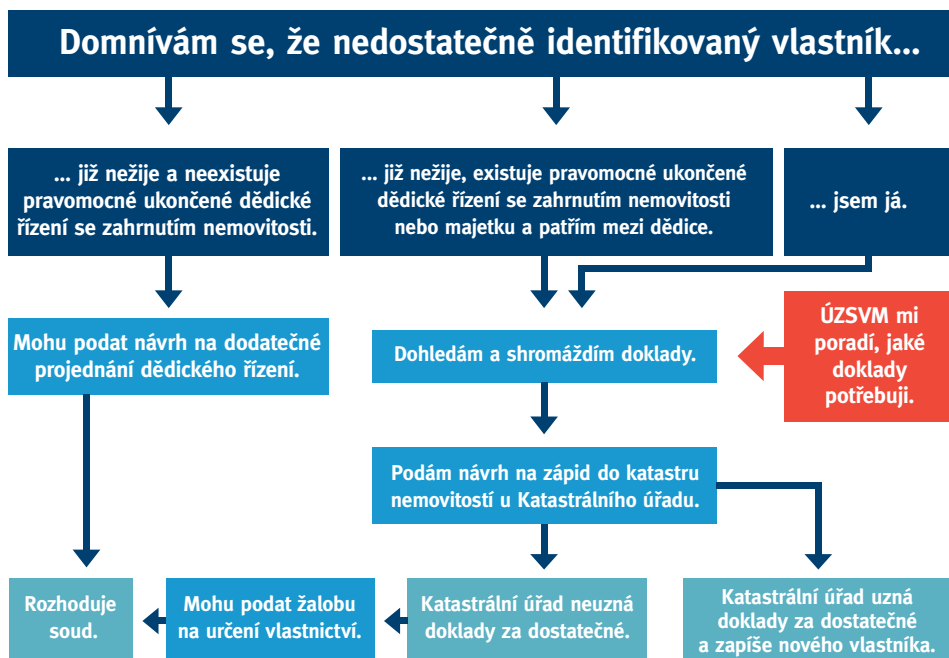 Domnívám se, že nedostatečně identifikovaný vlastník...
... již nežije a neexistuje
pravomocné ukončené dědické
řízení se zahrnutím nemovitosti.
... již nežije, existuje pravomocné ukončené
dědické řízení se zahrnutím nemovitosti
nebo majetku a patřím mezi dědice.
... jsem já.
Mohu podat návrh na dodatečné
projednání dědického řízení.
Dohledám a shromáždím doklady.
ÚZSVM mi
poradí, jaké
doklady
potřebuji.
Podám návrh na zápid do katastru
nemovitostí u Katastrálního úřadu.
Rozhoduje
soud.
Mohu podat žalobu
na určení vlastnictví.
Katastrální úřad neuzná
doklady za dostatečné.
Katastrální úřad uzná
doklady za dostatečné
a zapíše nového vlastníka.